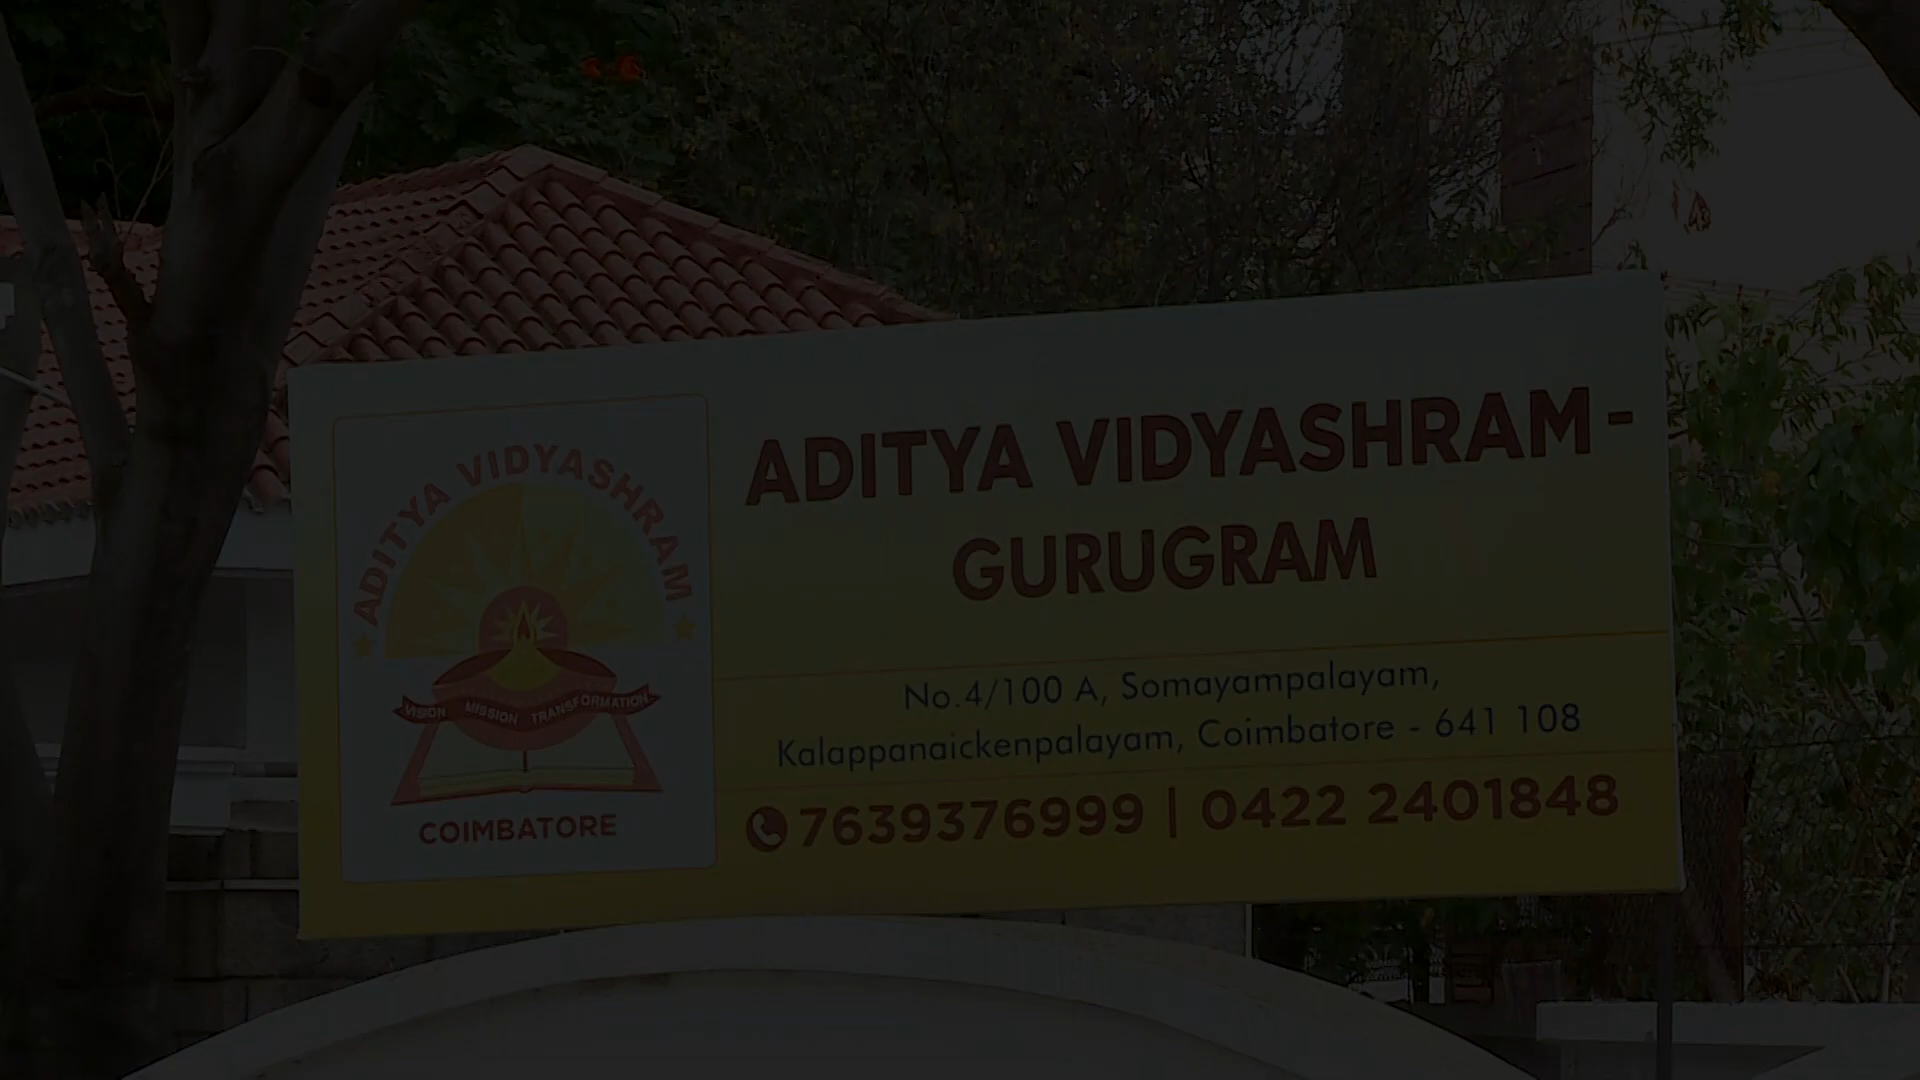 ADITYA VIDYASHRAM
VISION MISSION TRANSFORMATION
COIMBATORE
ADITYA VIDYASHRAM -
GURUGRAM
No.4/100 A, Somayampalayam,
Kalappanaickenpalayam, Coimbatore - 641 108
7639376999 | 0422 2401848